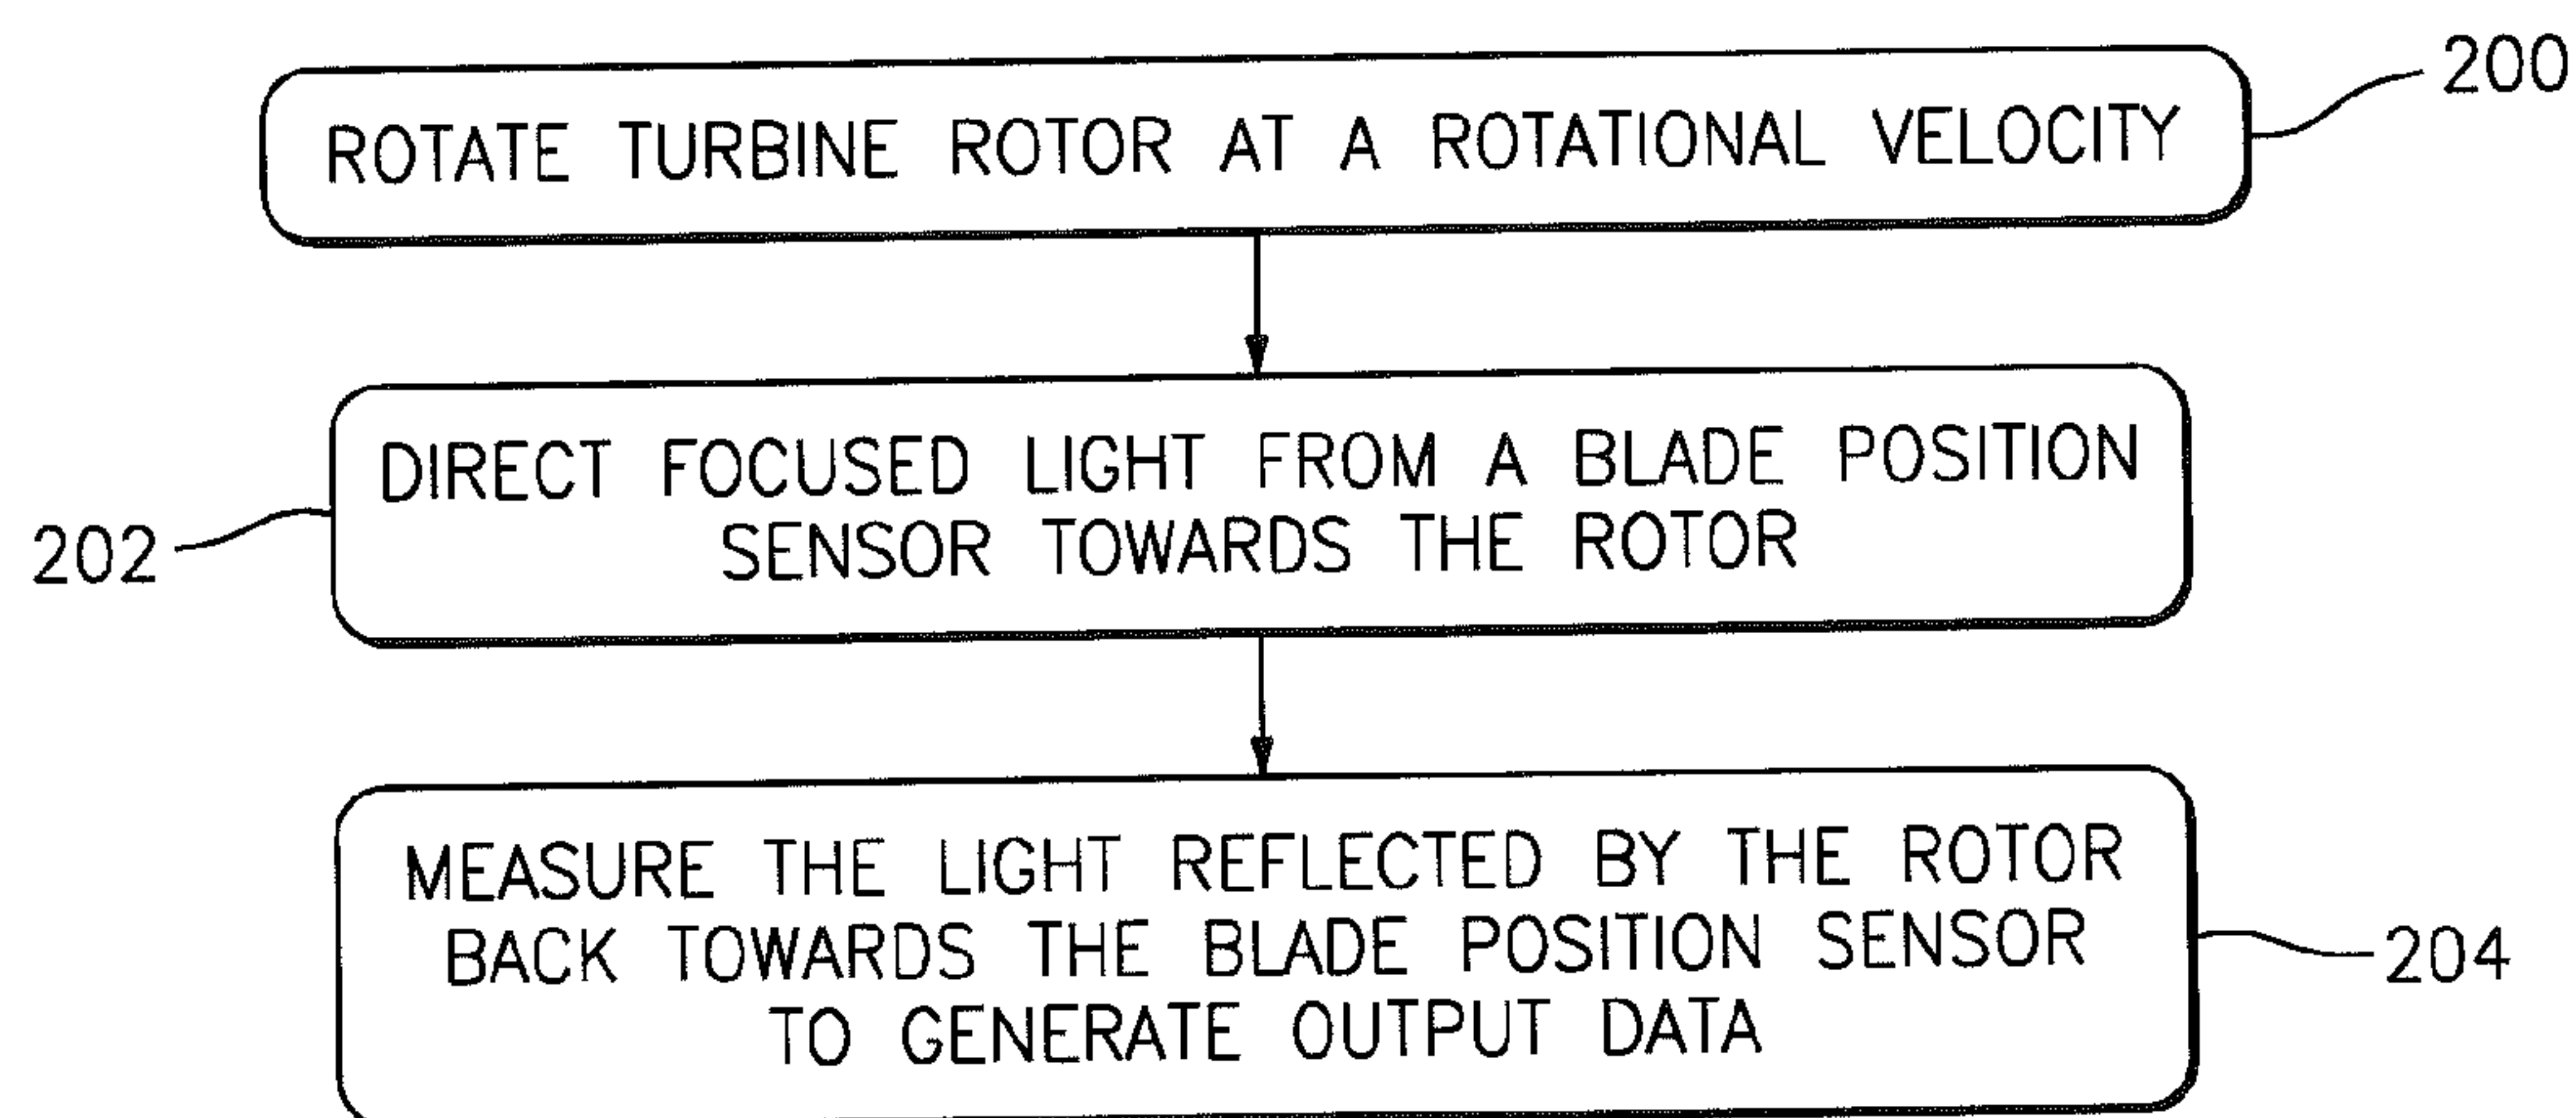 ROTATE TURBINE ROTOR AT A ROTATIONAL VELOCITY
200
DIRECT FOCUSED LIGHT FROM A BLADE POSITION
SENSOR TOWARDS THE ROTOR
202
MEASURE THE LIGHT REFLECTED BY THE ROTOR
BACK TOWARDS THE BLADE POSITION SENSOR
TO GENERATE OUTPUT DATA
204